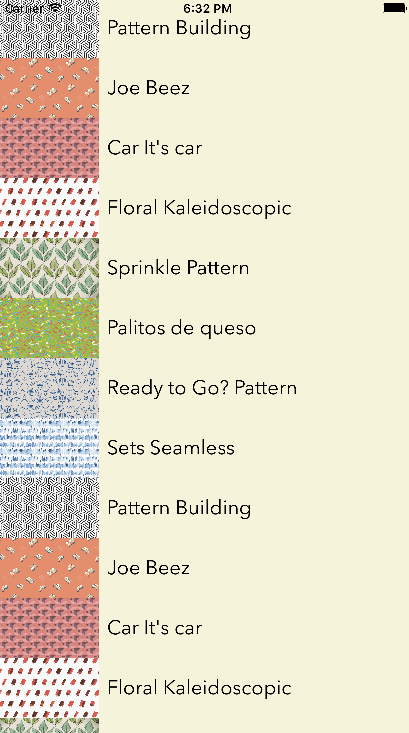 Carrier 6:32 PM
Pattern Building
Joe Beez
Car It's car
Floral Kaleidoscopic
Sprinkle Pattern
Palitos de queso
Ready to Go? Pattern
Sets Seamless
Pattern Building
Joe Beez
Car It's car
Floral Kaleidoscopic